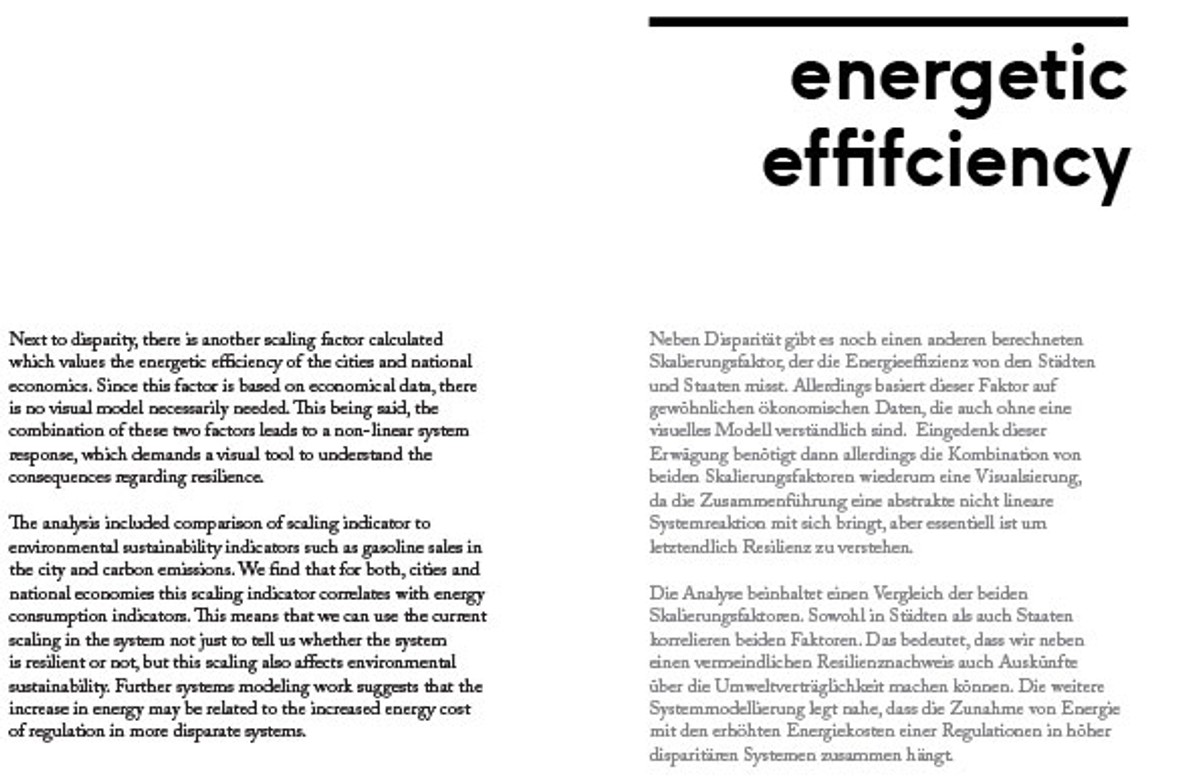 energetic
effifciency
Next to disparity, there is another scaling factor calculated
which values the energetic efficiency of the cities and national
economics. Since this factor is based on economical data, there
is no visual model necessarily needed. This being said, the
combination of these two factors leads to a non-linear system
response, which demands a visual tool to understand the
consequences regarding resilience.
The analysis included comparison of scaling indicator to
environmental sustainability indicators such as gasoline sales in
the city and carbon emissions. We find that for both, cities and
national economies this scaling indicator correlates with energy
consumption indicators. This means that we can use the current
scaling in the system not just to tell us whether the system
is resilient or not, but this scaling also affects environmental
sustainability. Further systems modeling work suggests that the
increase in energy may be related to the increased energy cost
of regulation in more disparate systems.
Neben Disparität gibt es noch einen anderen berechneten
Skalierungsfaktor, der die Energieeffizienz von den Städten
und Staaten misst. Allerdings basiert dieser Faktor auf
gewöhnlichen ökonomischen Daten, die auch ohne eine
visuelles Modell verständlich sind. Eingedenk dieser
Erwägung benötigt dann allerdings die Kombination von
beiden Skalierungsfaktoren wiederum eine Visualsierung,
da die Zusammenführung eine abstrakte nicht lineare
Systemreaktion mit sich bringt, aber essentiell ist um
letztendlich Resilienz zu verstehen.
Die Analyse beinhaltet einen Vergleich der beiden
Skalierungsfaktoren. Sowohl in Städten als auch Staaten
korrelieren beiden Faktoren. Das bedeutet, dass wir neben
einen vermeindlichen Resilienznachweis auch Auskünfte
über die Umweltverträglichkeit machen können. Die weitere
Systemmodellierung legt nahe, dass die Zunahme von Energie
mit den erhöhten Energiekosten einer Regulationen in höher
disparitären Systemen zusammen hängt.